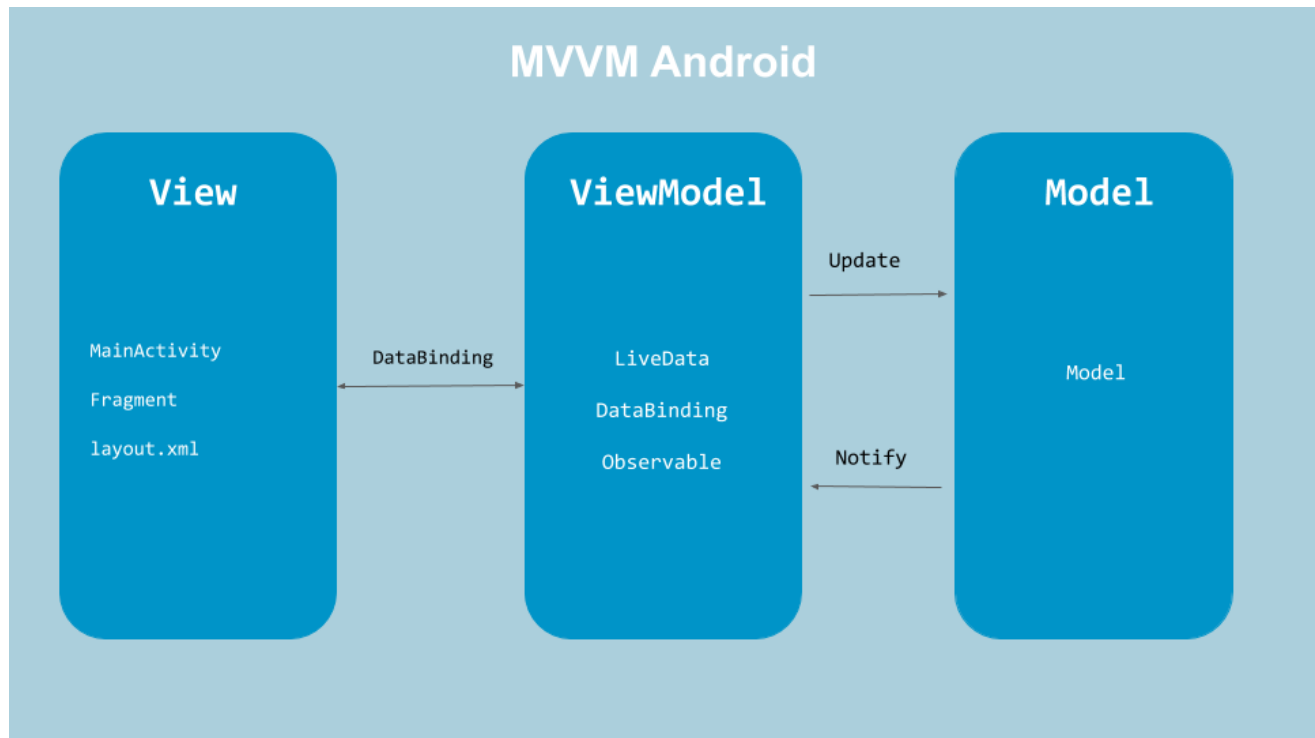 MVVM Android
View
MainActivity
Fragment
layout.xml
DataBinding
ViewModel
LiveData
DataBinding
Observable
Update
Notify
Model
Model